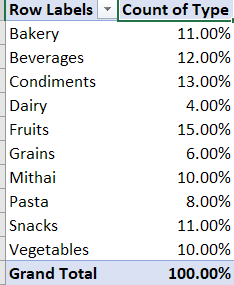 Row Labels Count of Type
Bakery 11.00%
Beverages 12.00%
Condiments 13.00%
Dairy 4.00%
Fruits 15.00%
Grains 6.00%
Mithai 10.00%
Pasta 8.00%
Snacks 11.00%
Vegetables 10.00%
Grand Total 100.00%